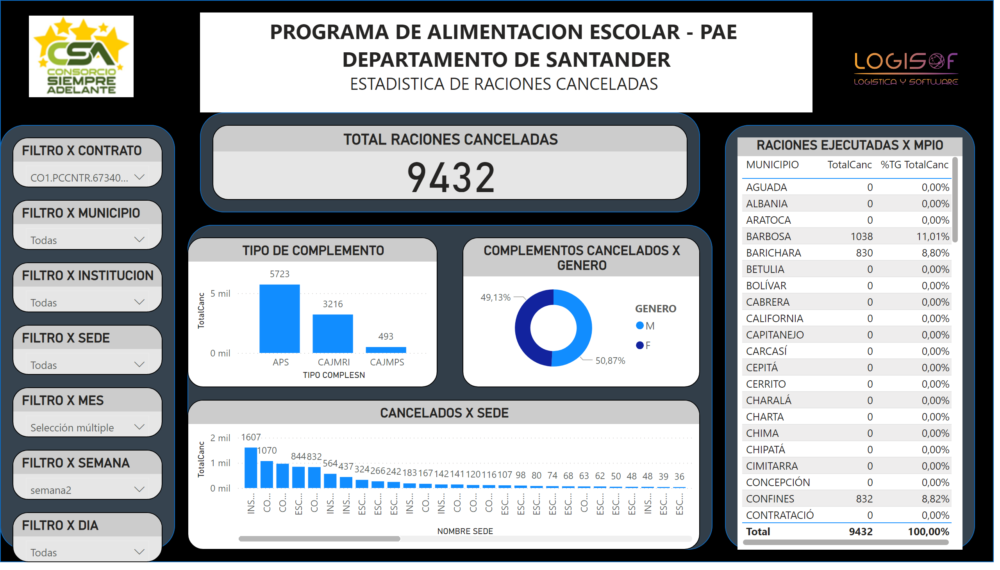 CSA
CONSORCIO
SIEMPRE
ADELANTE
PROGRAMA DE ALIMENTACION ESCOLAR - PAE
DEPARTAMENTO DE SANTANDER
ESTADISTICA DE RACIONES CANCELADAS
LOGISOF
LOGISTICA Y SOFTWARE
FILTRO X CONTRATO
CO1.PCCNTR.67340...
FILTRO X MUNICIPIO
Todas
FILTRO X INSTITUCION
Todas
FILTRO X SEDE
Todas
FILTRO X MES
Selección múltiple
FILTRO X SEMANA
semana2
FILTRO X DIA
Todas
TOTAL RACIONES CANCELADAS
9432
TIPO DE COMPLEMENTO
TotalCanc
5 mil
0 mil
5723
3216
493
APS CAJMRI CAJMPS
TIPO COMPLESN
COMPLEMENTOS CANCELADOS X
GENERO
49,13%
50,87%
GENERO
M
F
CANCELADOS X SEDE
TotalCanc
2 mil
1 mil
0 mil
1607 1070 844 832 564 437 324 266 242 183 167 142 141 120 116 107 98 80 74 68 63 62 50 48 48 39 36
INS... CO... CO... ESC... CO... INS... INS... ESC... ESC... ESC... INS... CO... INS... CO... CO... CO... ESC... ESC... ESC... ESC... ESC... CO... ESC... ESC... ESC... INS... ESC... ESC...
NOMBRE SEDE
RACIONES EJECUTADAS X MPIO
MUNICIPIO TotalCanc %TG TotalCanc
AGUADA 0 0,00%
ALBANIA 0 0,00%
ARATOCA 0 0,00%
BARBOSA 1038 11,01%
BARICHARA 830 8,80%
BETULIA 0 0,00%
BOLÍVAR 0 0,00%
CABRERA 0 0,00%
CALIFORNIA 0 0,00%
CAPITANEJO 0 0,00%
CARCASÍ 0 0,00%
CEPITÁ 0 0,00%
CERRITO 0 0,00%
CHARALÁ 0 0,00%
CHARTA 0 0,00%
CHIMA 0 0,00%
CHIPATÁ 0 0,00%
CIMITARRA 0 0,00%
CONCEPCIÓN 0 0,00%
CONFINES 832 8,82%
CONTRATACIÓ 0 0,00%
Total 9432 100,00%